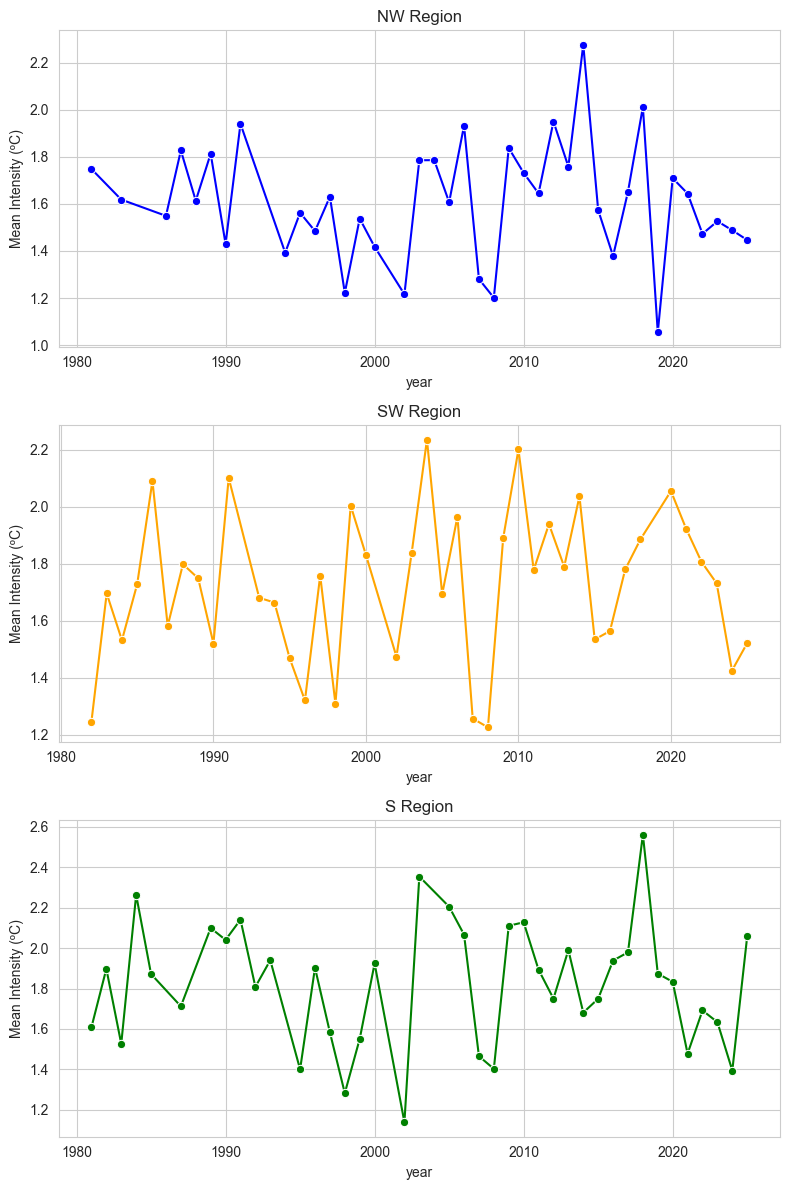 NW Region
Mean Intensity (ºC)
2.2
2.0
1.8
1.6
1.4
1.2
1.0
1980 1990 2000 2010 2020
year
SW Region
Mean Intensity (ºC)
2.2
2.0
1.8
1.6
1.4
1.2
1980 1990 2000 2010 2020
year
S Region
Mean Intensity (ºC)
2.6
2.4
2.2
2.0
1.8
1.6
1.4
1.2
1980 1990 2000 2010 2020
year